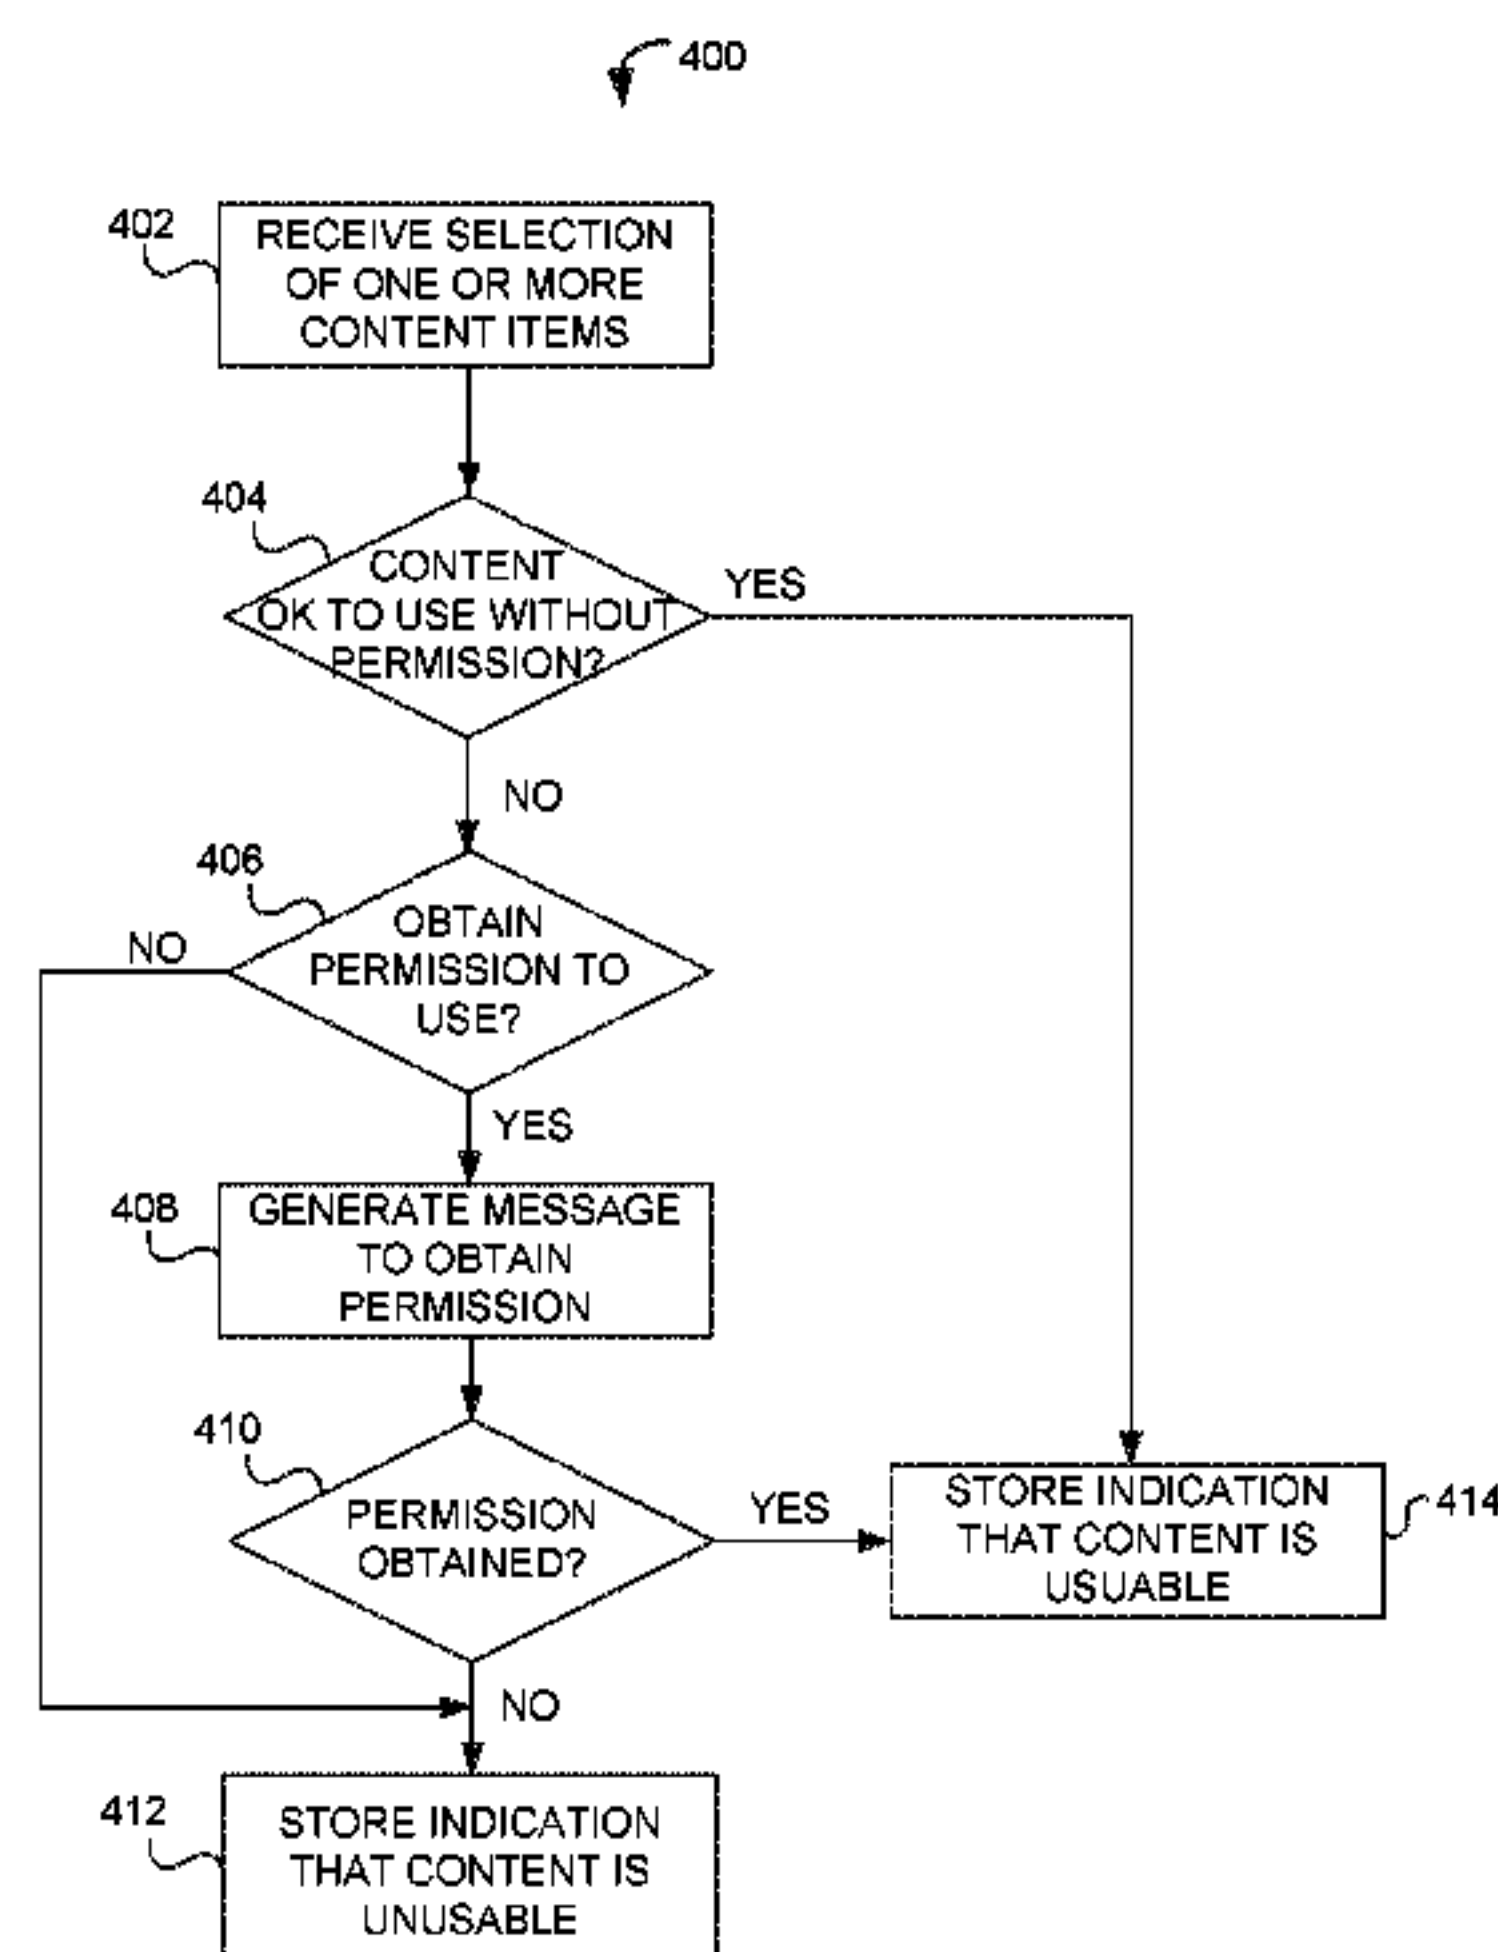 400
402
RECEIVE SELECTION
OF ONE OR MORE
CONTENT ITEMS
404
CONTENT
OK TO USE WITHOUT
PERMISSION?
YES
NO
406
OBTAIN
PERMISSION TO
USE?
NO
YES
408
GENERATE MESSAGE
TO OBTAIN
PERMISSION
410
PERMISSION
OBTAINED?
YES
STORE INDICATION
THAT CONTENT IS
USUABLE
414
NO
412
STORE INDICATION
THAT CONTENT IS
UNUSABLE